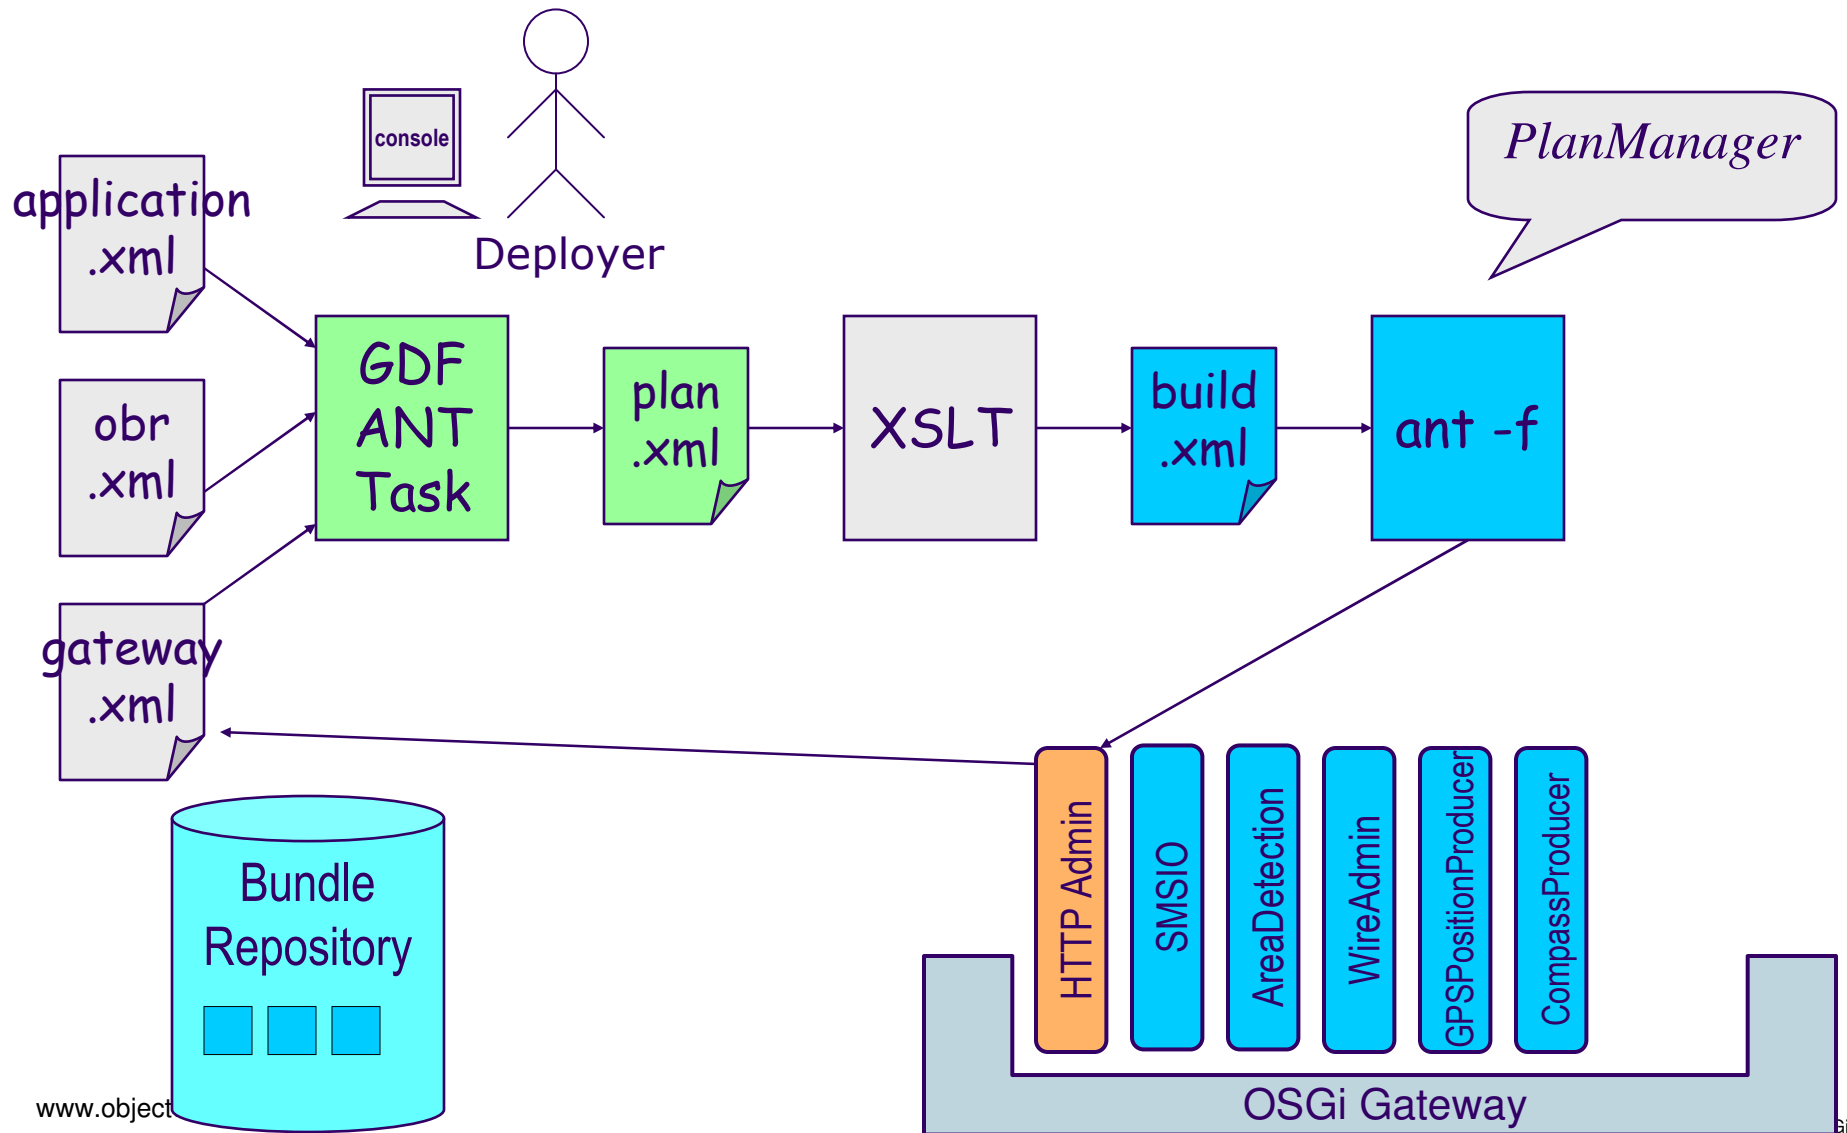 console
PlanManager
application
.xml
Deployer
GDF
ANT
Task
plan
.xml
XSLT
build
.xml
ant -f
obr
.xml
gateway
.xml
Bundle
Repository
HTTP Admin
SMSIO
AreaDetection
WireAdmin
GPSPositionProducer
CompassProducer
OSGi Gateway
www.object